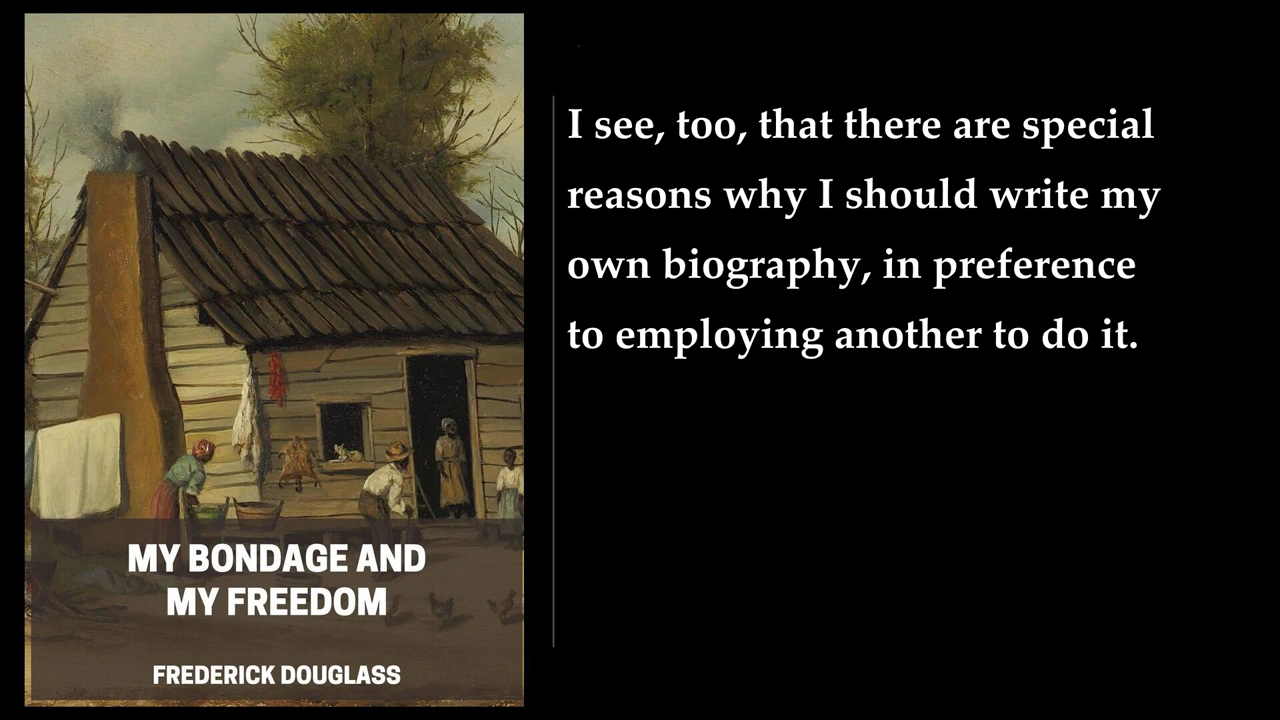 MY BONDAGE AND
MY FREEDOM
FREDERICK DOUGLASS
I see, too, that there are special
reasons why I should write my
own biography, in preference
to employing another to do it.